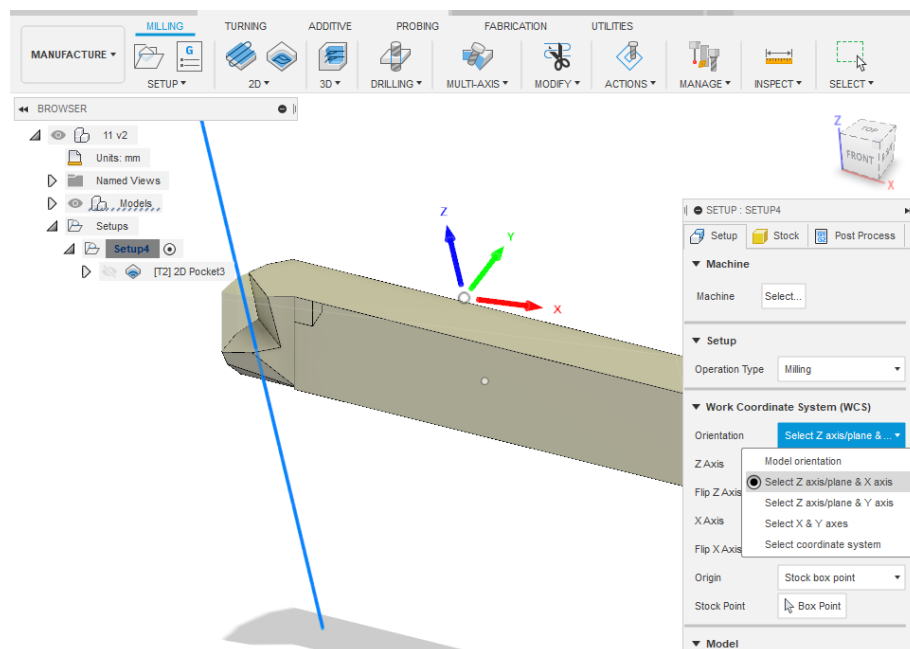 MILLING TURNING ADDITIVE PROBING FABRICATION UTILITIES
MANUFACTURE
G
SETUP 2D 3D DRILLING MULTI-AXIS MODIFY ACTIONS MANAGE INSPECT SELECT
BROWSER
11 v2
Units: mm
Named Views
Models
Setups
Setup4
[T2] 2D Pocket3
Z
Y
X
Z
TOP
FRONT
X
SETUP : SETUP4
Setup Stock Post Process
Machine
Machine Select...
Setup
Operation Type Milling
Work Coordinate System (WCS)
Orientation Select Z axis/plane & ...
Z Axis
Flip Z Axis
X Axis
Flip X Axis
Model orientation
Select Z axis/plane & X axis
Select Z axis/plane & Y axis
Select X & Y axes
Select coordinate system
Origin Stock box point
Stock Point Box Point
Model